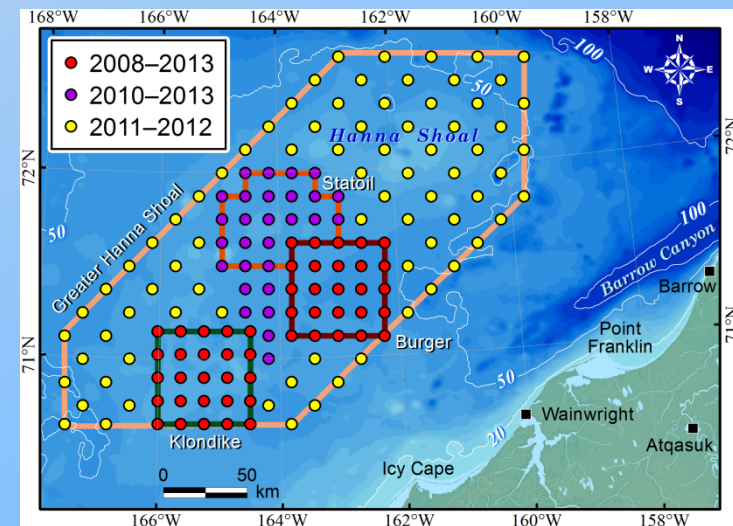 168°W 166°W 164°W 162°W 160°W 158°W
2008–2013
2010–2013
2011–2012
100
50
N
W E
S
Hanna Shoal
72°N
72°N
Statoil
Greater Hanna Shoal
50
100
Barrow Canyon
Barrow
Point
Franklin
71°N
71°N
Burger
50
Wainwright
Klondike
20
Atqasuk
Icy Cape
0 50
km
166°W 164°W 162°W 160°W 158°W